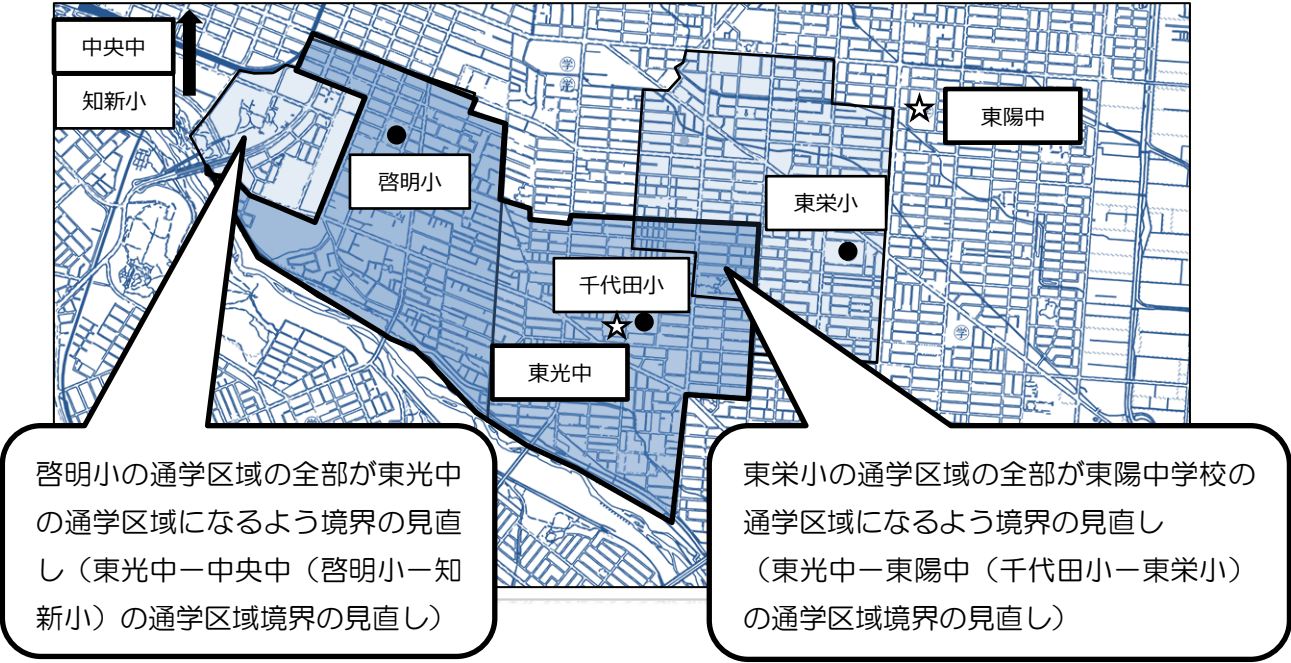 中央中
知新小
啓明小
東陽中
東栄小
千代田小
東光中
学
学
学
啓明小の通学区域の全部が東光中
の通学区域になるよう境界の見直
し（東光中ー中央中（啓明小ー知
新小）の通学区域境界の見直し）
東栄小の通学区域の全部が東陽中学校の
通学区域になるよう境界の見直し
（東光中ー東陽中（千代田小ー東栄小）
の通学区域境界の見直し）